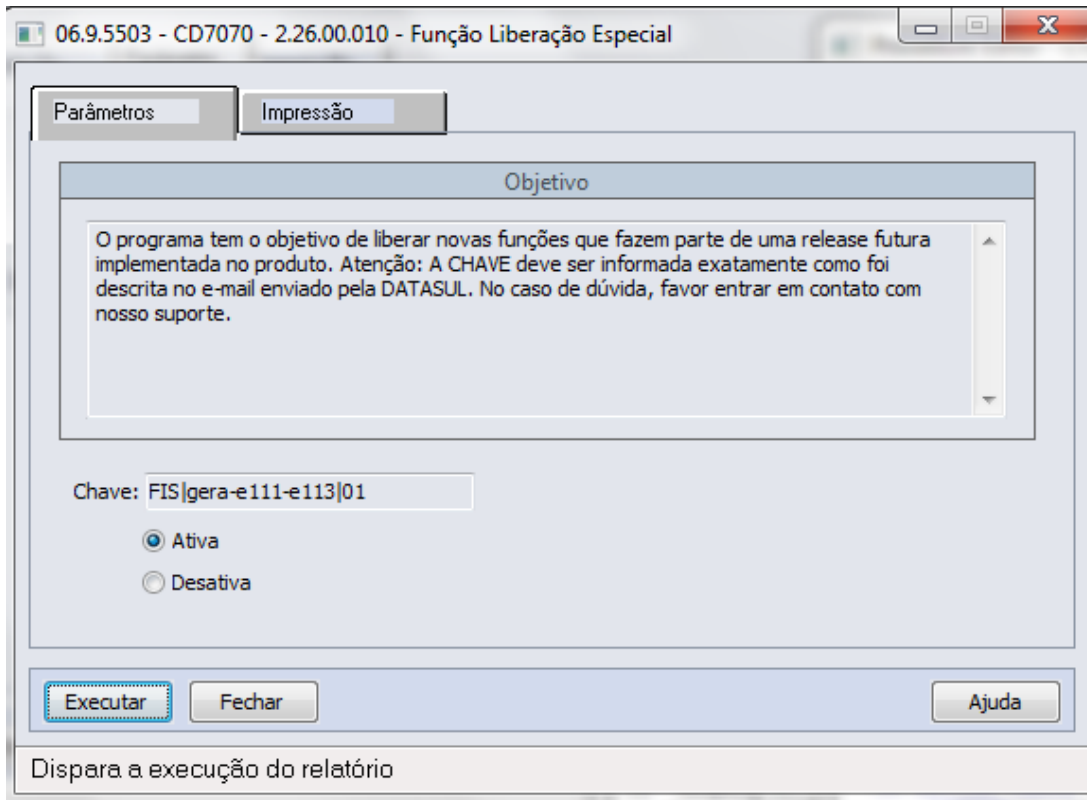 06.9.5503 - CD7070 - 2.26.00.010 - Função Liberação Especial
Parâmetros
Impressão
Objetivo
O programa tem o objetivo de liberar novas funções que fazem parte de uma release futura
implementada no produto. Atenção: A CHAVE deve ser informada exatamente como foi
descrita no e-mail enviado pela DATASUL. No caso de dúvida, favor entrar em contato com
nosso suporte.
Chave: FIS|gera-e111-e113|01
Ativa
Desativa
Executar
Fechar
Ajuda
Dispara a execução do relatório